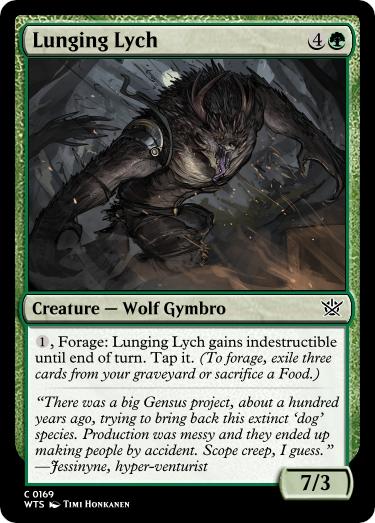 Lunging Lych 4
Creature — Wolf Gymbro
1, Forage: Lunging Lych gains indestructible
until end of turn. Tap it. (To forage, exile three
cards from your graveyard or sacrifice a Food.)
“There was a big Gensus project, about a hundred
years ago, trying to bring back this extinct ‘dog’
species. Production was messy and they ended up
making people by accident. Scope creep, I guess.”
—Jessinyne, hyper-venturist
7/3
C 0169
WTS Timi Honkanen